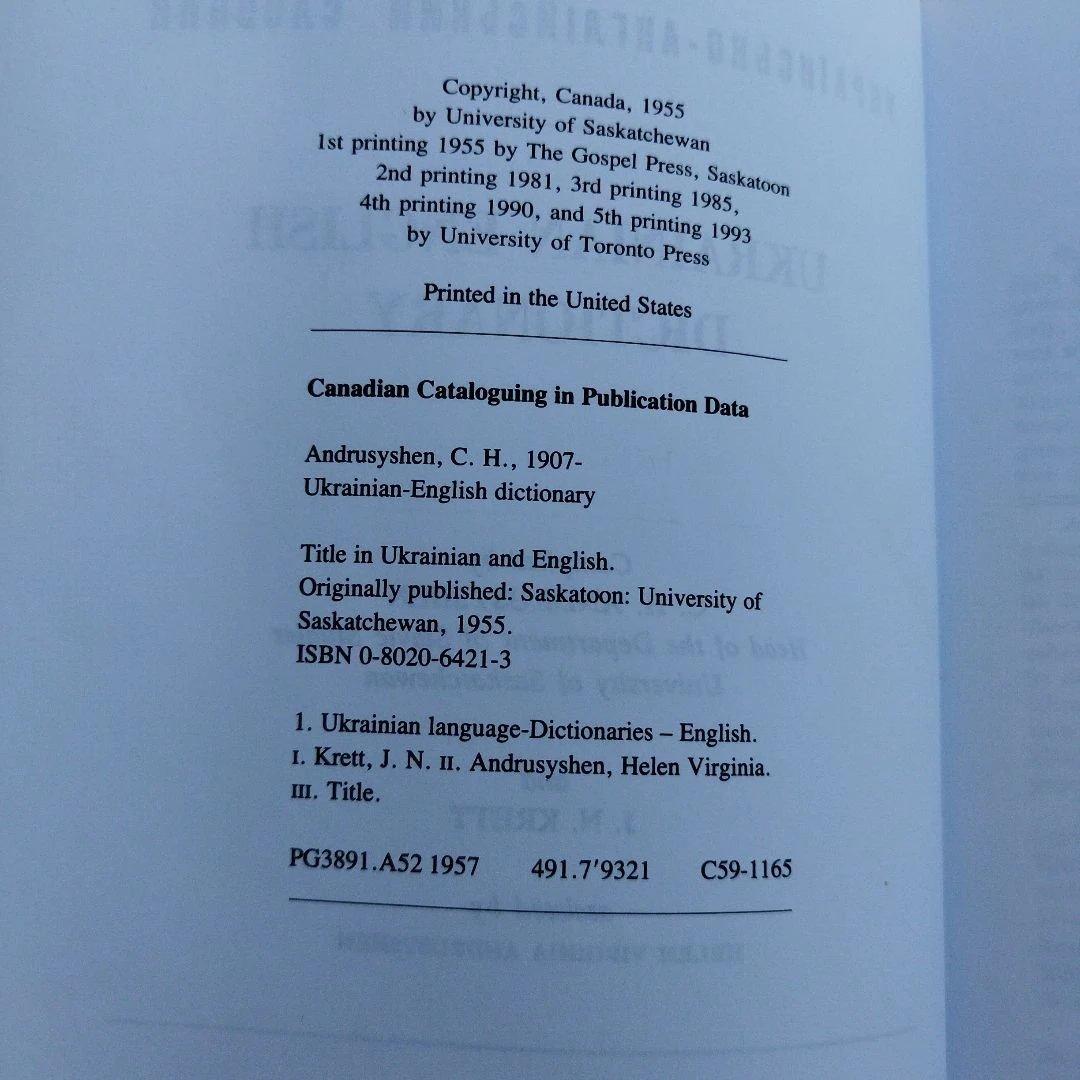 Copyright, Canada, 1955
by University of Saskatchewan
1st printing 1955 by The Gospel Press, Saskatoon
2nd printing 1981, 3rd printing 1985,
4th printing 1990, and 5th printing 1993
by University of Toronto Press
Printed in the United States
Canadian Cataloguing in Publication Data
Andrusyshen, C. H., 1907-
Ukrainian-English dictionary
Title in Ukrainian and English.
Originally published: Saskatoon: University of
Saskatchewan, 1955.
ISBN 0-8020-6421-3
1. Ukrainian language-Dictionaries – English.
I. Krett, J. N. II. Andrusyshen, Helen Virginia.
III. Title.
PG3891.A52 1957 491.7′9321 C59-1165